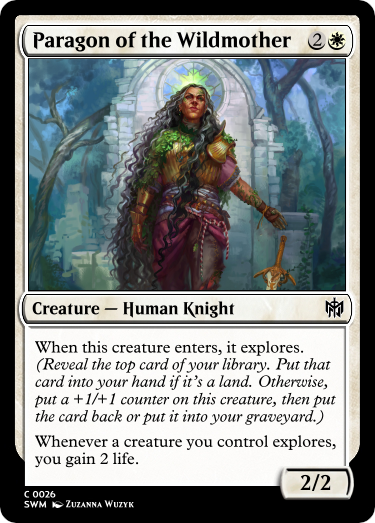 Paragon of the Wildmother 2
Creature — Human Knight
When this creature enters, it explores.
(Reveal the top card of your library. Put that
card into your hand if it's a land. Otherwise,
put a +1/+1 counter on this creature, then put
the card back or put it into your graveyard.)
Whenever a creature you control explores,
you gain 2 life.
2/2
C 0026
SWM Zuzanna Wuzyk